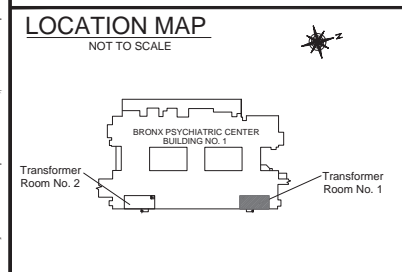 LOCATION MAP
NOT TO SCALE
Z
BRONX PSYCHIATRIC CENTER
BUILDING NO. 1
Transformer
Room No. 2
Transformer
Room No. 1